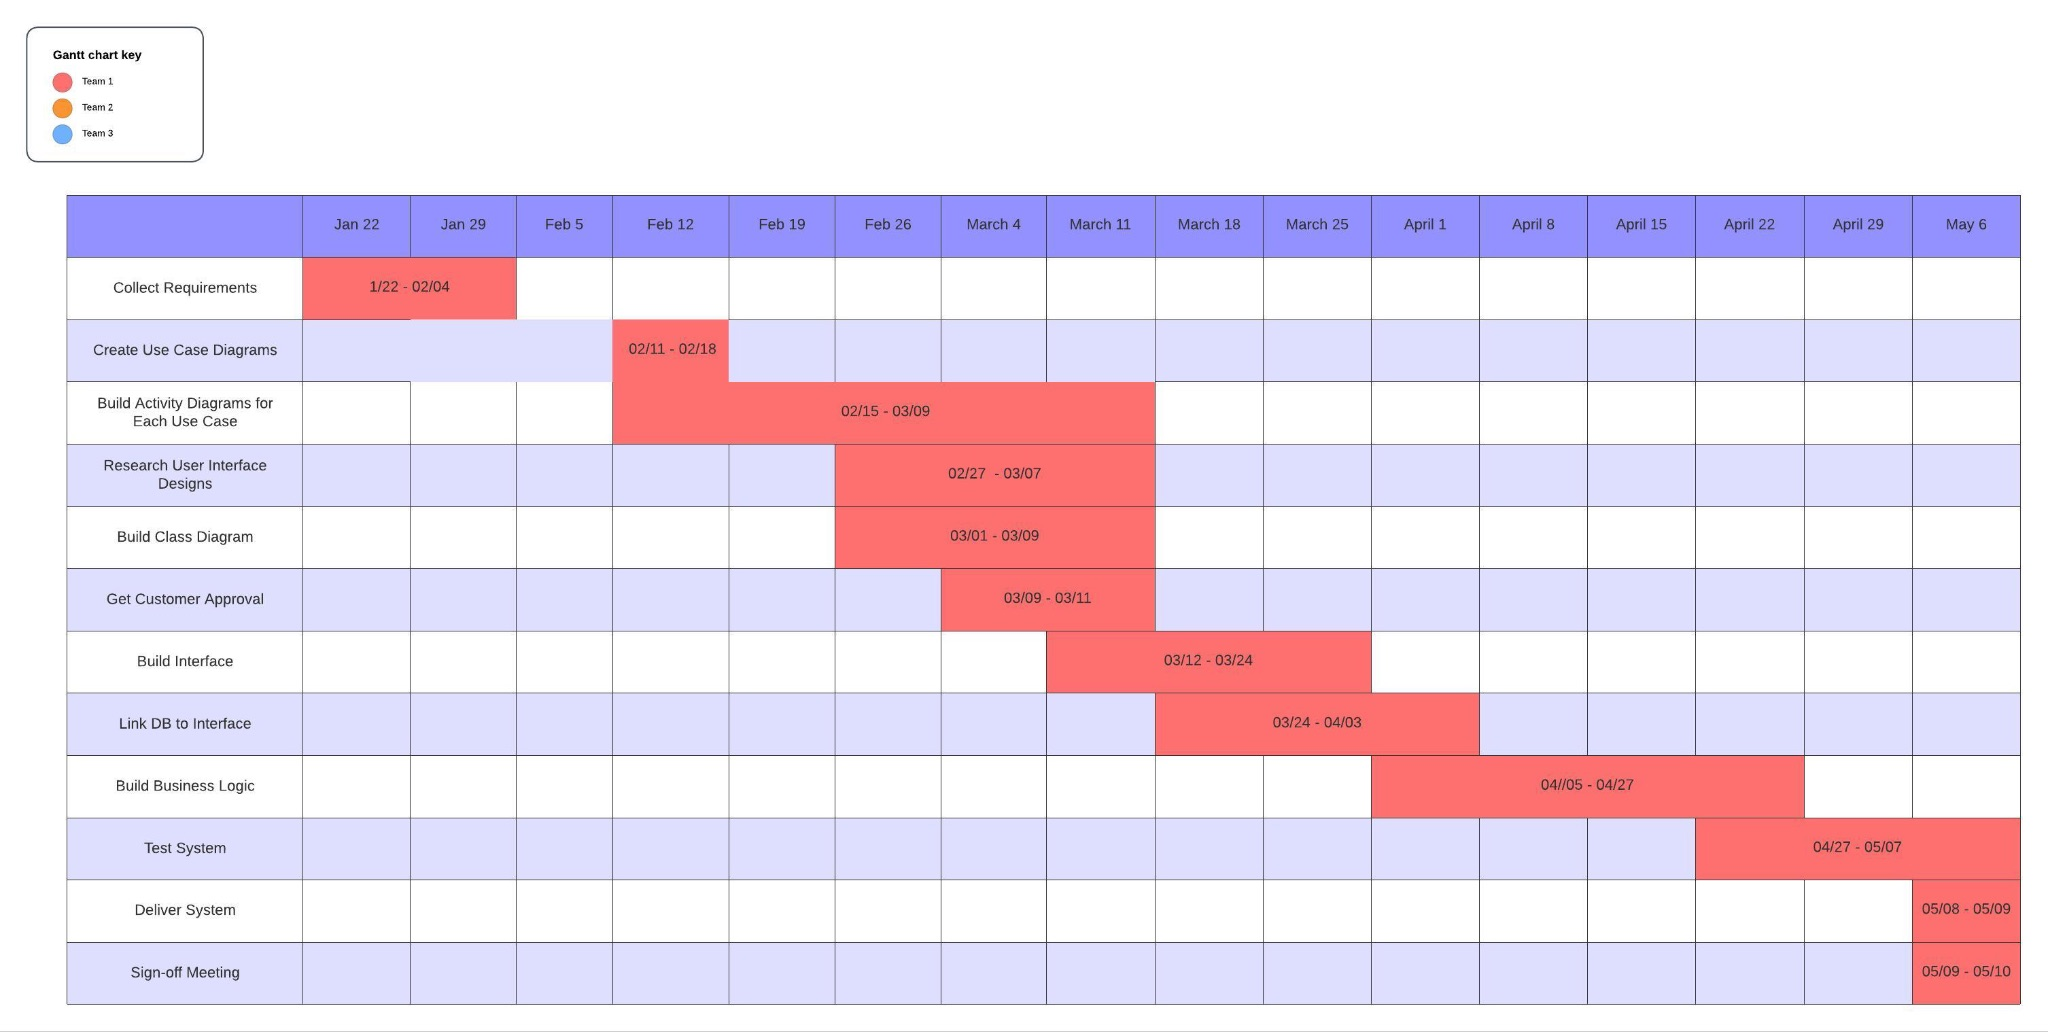 Gantt chart key
Team 1
Team 2
Team 3
Jan 22 Jan 29 Feb 5 Feb 12 Feb 19 Feb 26 March 4 March 11 March 18 March 25 April 1 April 8 April 15 April 22 April 29 May 6
Collect Requirements 1/22 - 02/04
Create Use Case Diagrams 02/11 - 02/18
Build Activity Diagrams for
Each Use Case
02/15 - 03/09
Research User Interface
Designs
02/27  - 03/07
Build Class Diagram 03/01 - 03/09
Get Customer Approval 03/09 - 03/11
Build Interface 03/12 - 03/24
Link DB to Interface 03/24 - 04/03
Build Business Logic 04//05 - 04/27
Test System 04/27 - 05/07
Deliver System 05/08 - 05/09
Sign-off Meeting 05/09 - 05/10